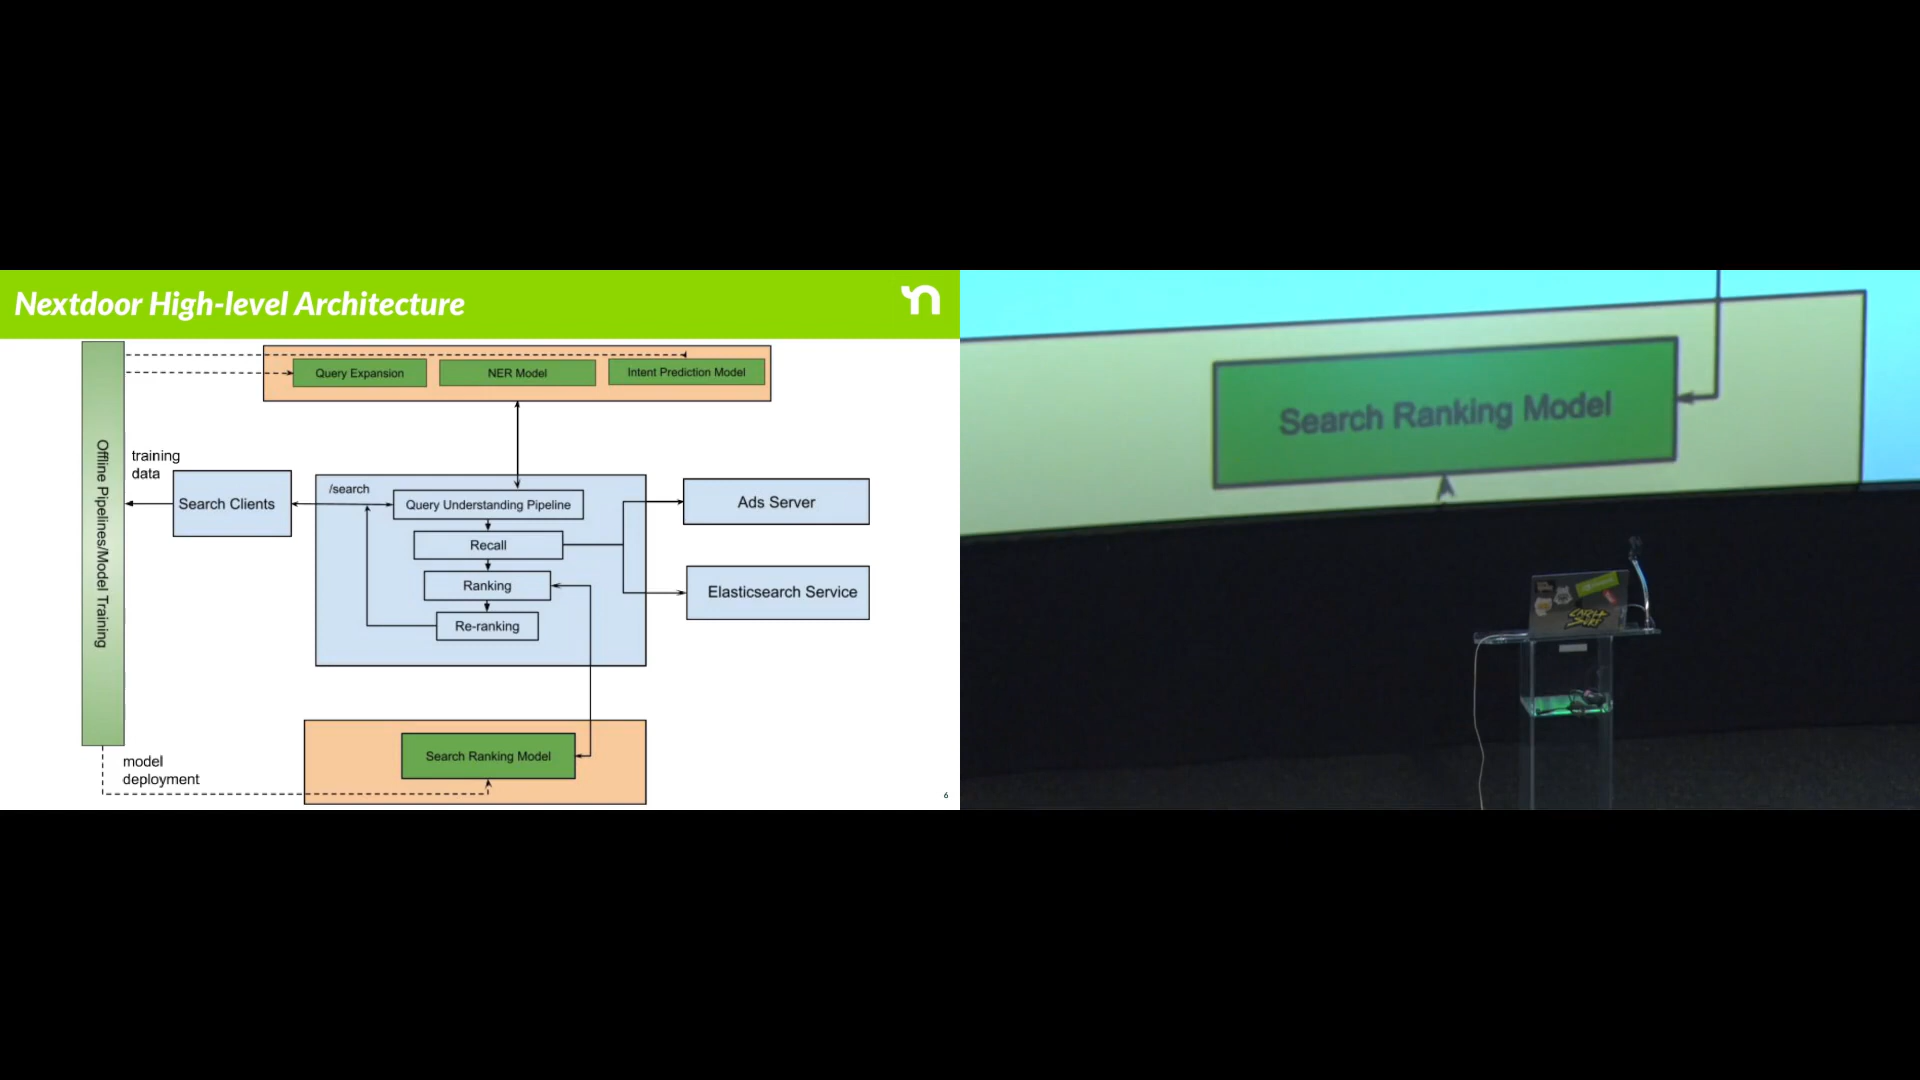 Nextdoor High-level Architecture
Query Expansion
NER Model
Intent Prediction Model
Offline Pipelines/Model Training
training
data
Search Clients
/search
Query Understanding Pipeline
Recall
Ranking
Re-ranking
Ads Server
Elasticsearch Service
Search Ranking Model
model
deployment
6
Search Ranking Model